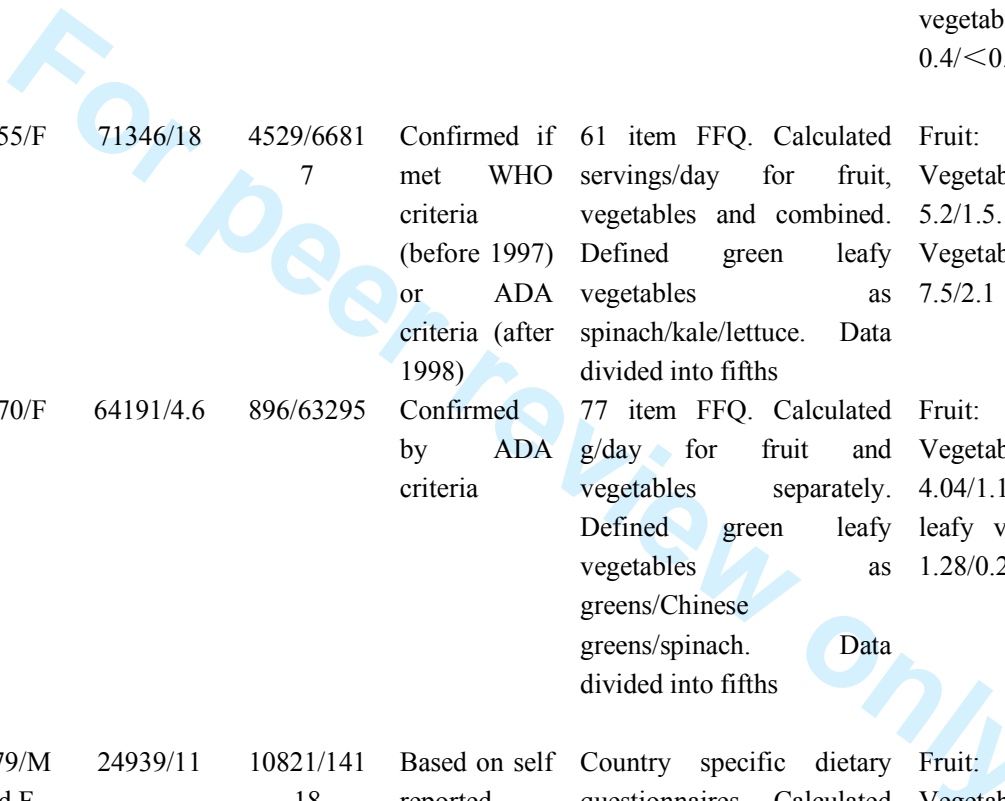 vegetab
0.4/＜0.
55/F 71346/18 4529/6681 Confirmed if 61 item FFQ. Calculated Fruit:
7 met WHO servings/day for fruit, Vegetab
criteria vegetables and combined. 5.2/1.5.
(before 1997) Defined green leafy Vegetab
or ADA vegetables as 7.5/2.1
criteria (after spinach/kale/lettuce. Data
1998) divided into fifths
70/F 64191/4.6 896/63295 Confirmed 77 item FFQ. Calculated Fruit:
by ADA g/day for fruit and Vegetab
criteria vegetables separately. 4.04/1.1
Defined green leafy leafy v
vegetables as 1.28/0.2
greens/Chinese
greens/spinach. Data
divided into fifths
79/M 24939/11 10821/141 Based on self Country specific dietary Fruit:
d F 18 reported questionnaires. Calculated Vegetab
For peer review only